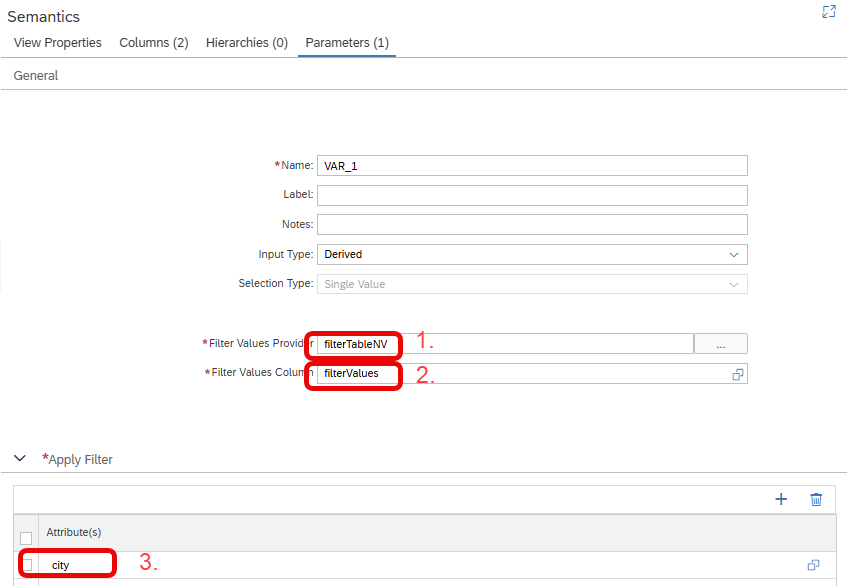 Semantics
View Properties Columns (2) Hierarchies (0) Parameters (1)
General
*Name: VAR_1
Label:
Notes:
Input Type: Derived
Selection Type: Single Value
*Filter Values Provider filterTableNV ... 1.
*Filter Values Column filterValues 2.
*Apply Filter
Attribute(s)
city 3.